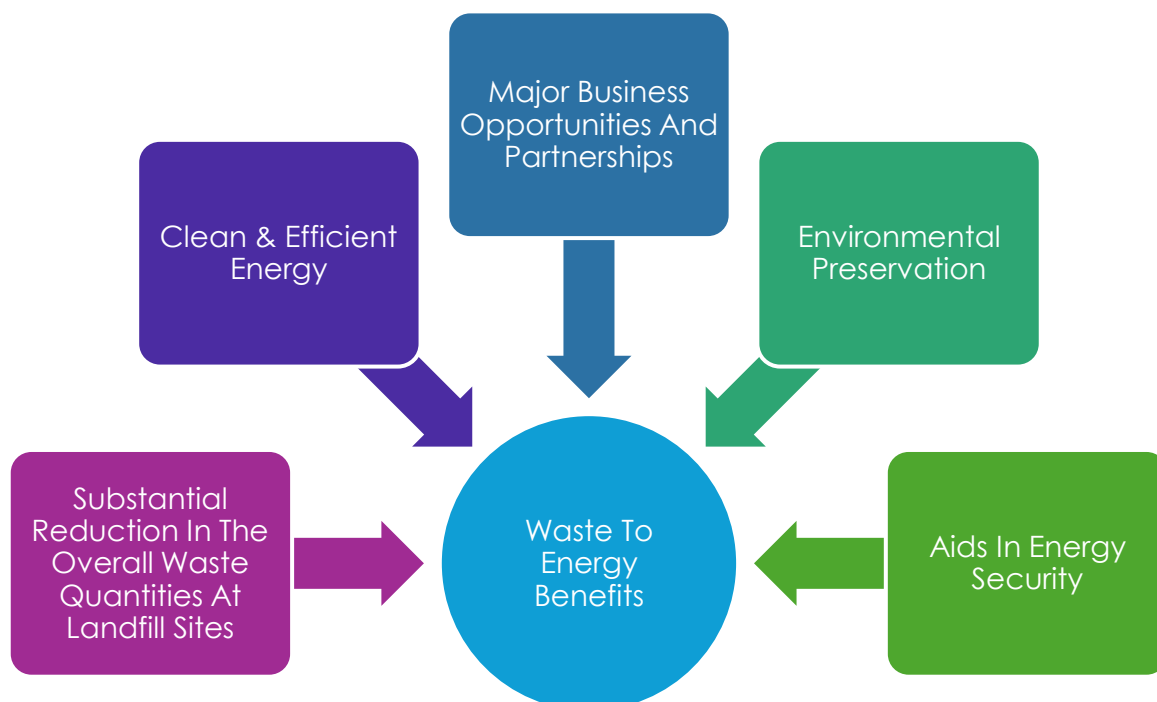 Major Business
Opportunities And
Partnerships
Clean & Efficient
Energy
Environmental
Preservation
Substantial
Reduction In The
Overall Waste
Quantities At
Landfill Sites
Waste To
Energy
Benefits
Aids In Energy
Security